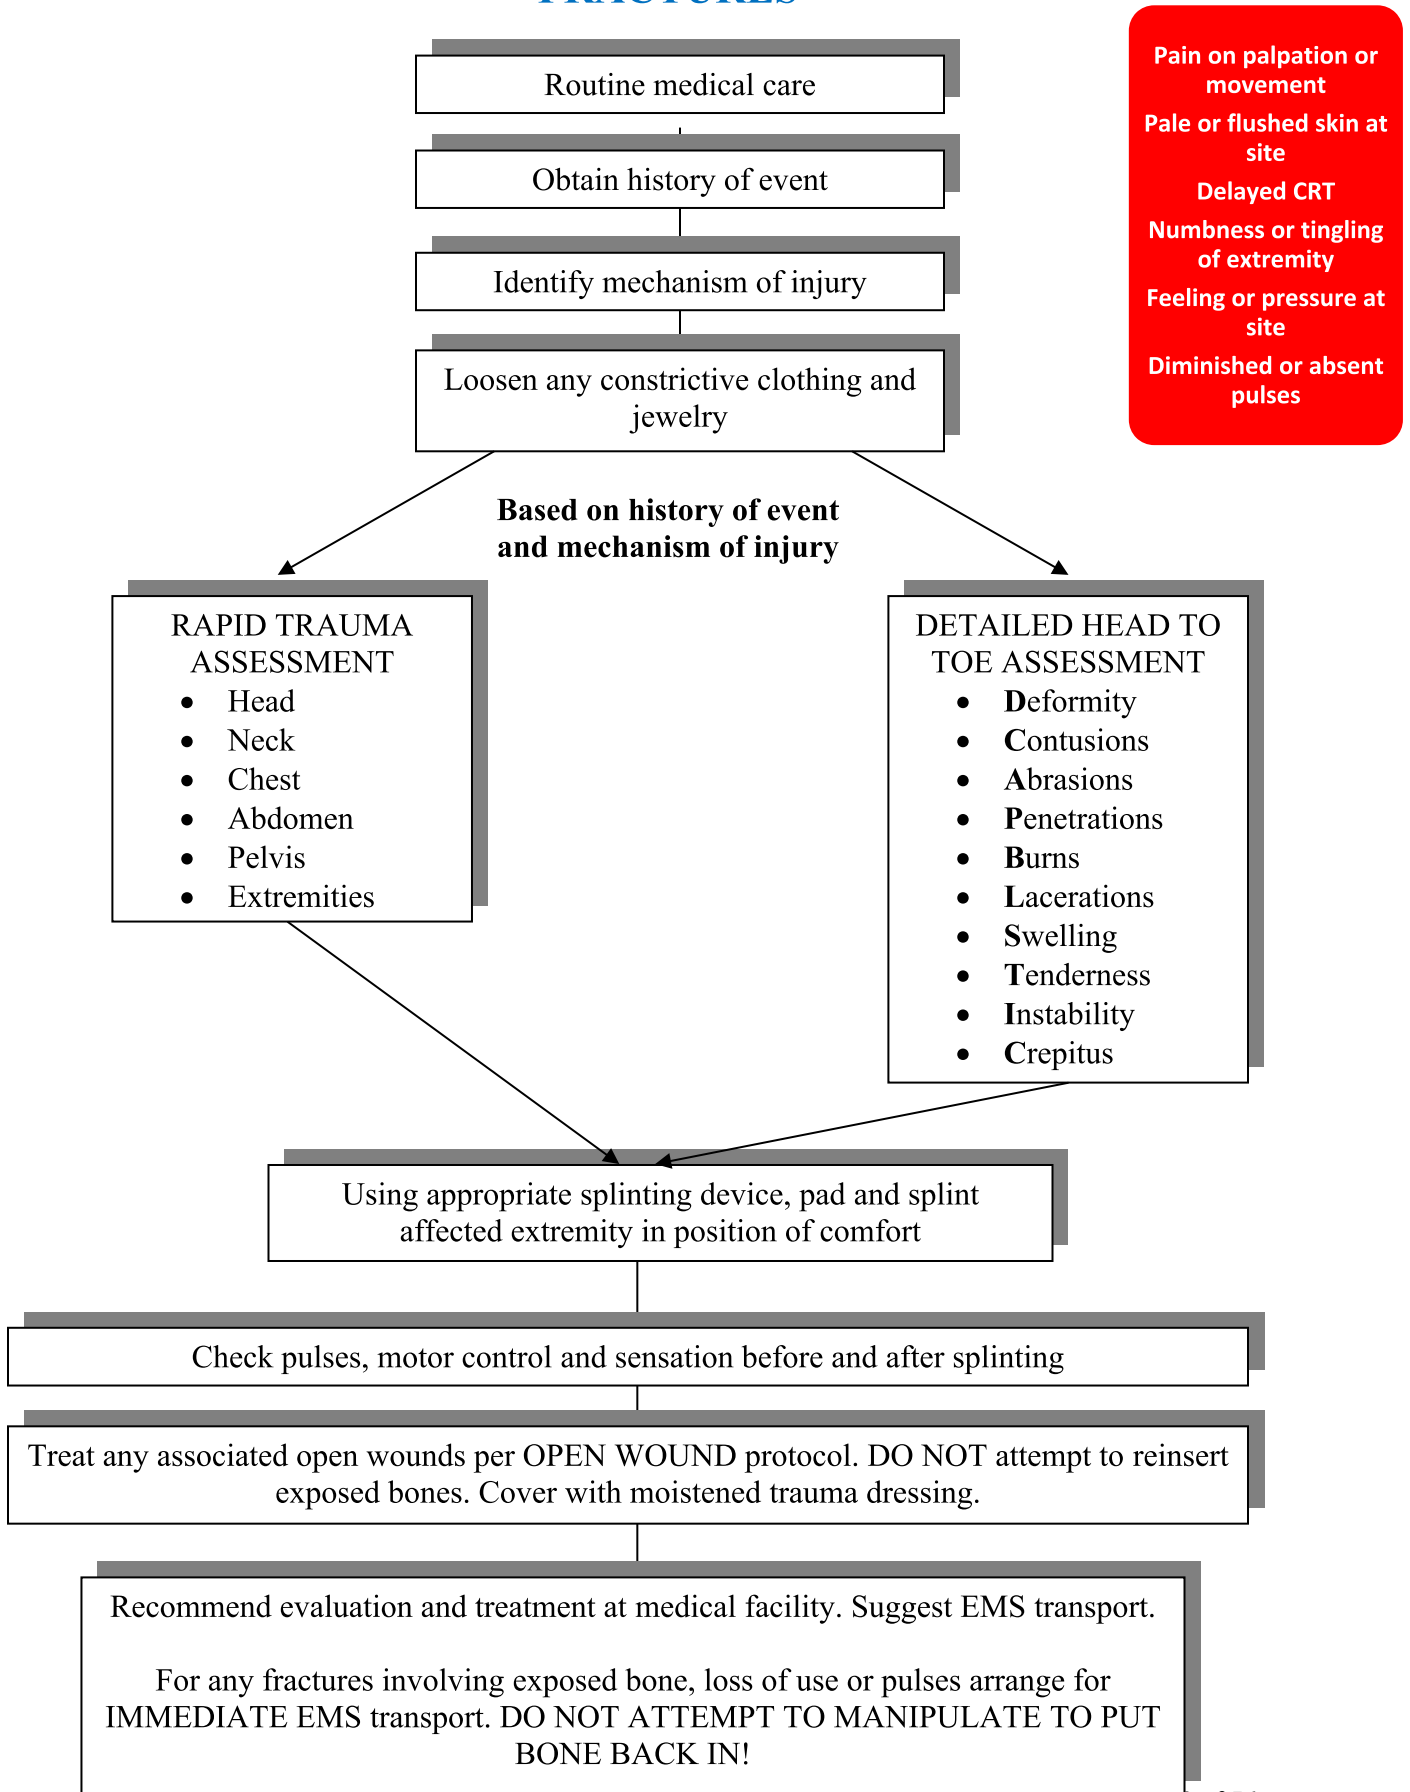 FRACTURES
Routine medical care
Obtain history of event
Identify mechanism of injury
Loosen any constrictive clothing and
jewelry
Pain on palpation or
movement
Pale or flushed skin at
site
Delayed CRT
Numbness or tingling
of extremity
Feeling or pressure at
site
Diminished or absent
pulses
Based on history of event
and mechanism of injury
RAPID TRAUMA
ASSESSMENT
• Head
• Neck
• Chest
• Abdomen
• Pelvis
• Extremities
DETAILED HEAD TO
TOE ASSESSMENT
• Deformity
• Contusions
• Abrasions
• Penetrations
• Burns
• Lacerations
• Swelling
• Tenderness
• Instability
• Crepitus
Using appropriate splinting device, pad and splint
affected extremity in position of comfort
Check pulses, motor control and sensation before and after splinting
Treat any associated open wounds per OPEN WOUND protocol. DO NOT attempt to reinsert
exposed bones. Cover with moistened trauma dressing.
Recommend evaluation and treatment at medical facility. Suggest EMS transport.
For any fractures involving exposed bone, loss of use or pulses arrange for
IMMEDIATE EMS transport. DO NOT ATTEMPT TO MANIPULATE TO PUT
BONE BACK IN!